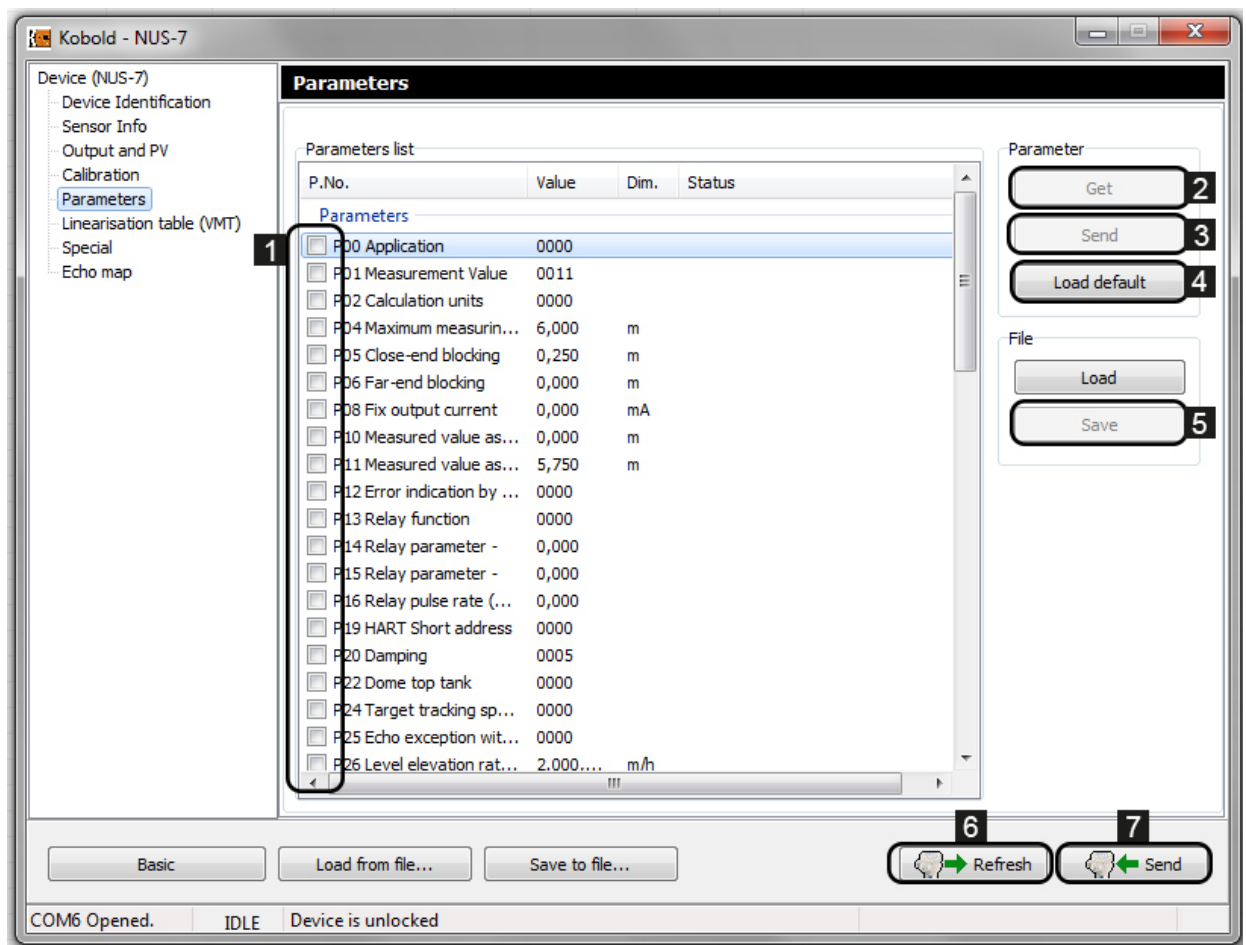 Kobold - NUS-7
Device (NUS-7)
Device Identification
Sensor Info
Output and PV
Calibration
Parameters
Linearisation table (VMT)
Special
Echo map
Parameters
Parameters list
P.No. Value Dim. Status
Parameters
1
P00 Application 0000
P01 Measurement Value 0011
P02 Calculation units 0000
P04 Maximum measurin... 6,000 m
P05 Close-end blocking 0,250 m
P06 Far-end blocking 0,000 m
P08 Fix output current 0,000 mA
P10 Measured value as... 0,000 m
P11 Measured value as... 5,750 m
P12 Error indication by ... 0000
P13 Relay function 0000
P14 Relay parameter - 0,000
P15 Relay parameter - 0,000
P16 Relay pulse rate (... 0,000
P19 HART Short address 0000
P20 Damping 0005
P22 Dome top tank 0000
P24 Target tracking sp... 0000
P25 Echo exception wit... 0000
P26 Level elevation rat... 2.000.... m/h
Parameter
Get 2
Send 3
Load default 4
File
Load
Save 5
6 7
Basic Load from file... Save to file... Refresh Send
COM6 Opened. IDLE Device is unlocked